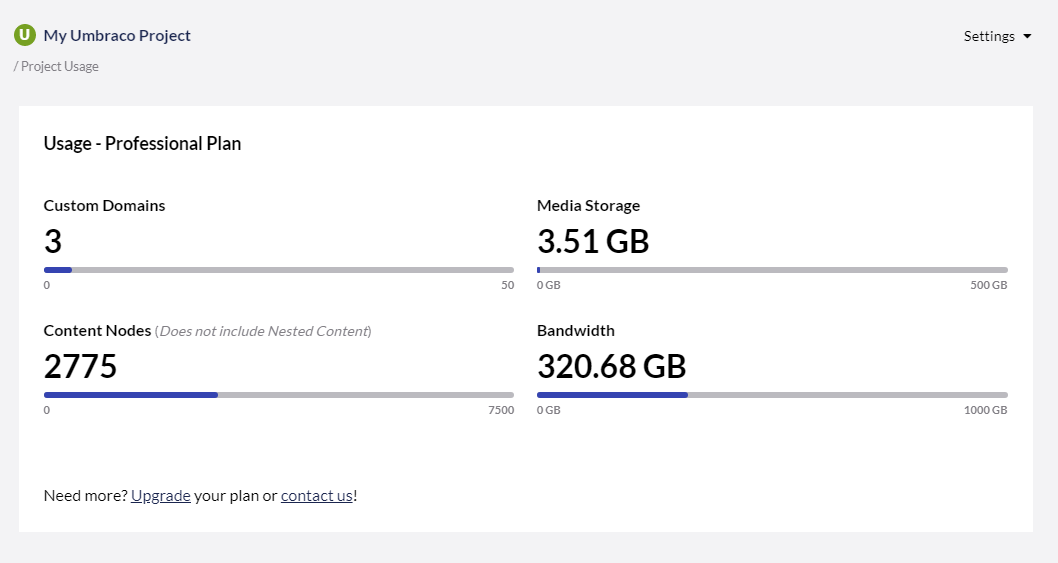 U My Umbraco Project
Settings
/ Project Usage
Usage - Professional Plan
Custom Domains
3
0 50
Media Storage
3.51 GB
0 GB 500 GB
Content Nodes (Does not include Nested Content)
2775
0 7500
Bandwidth
320.68 GB
0 GB 1000 GB
Need more? Upgrade your plan or contact us!